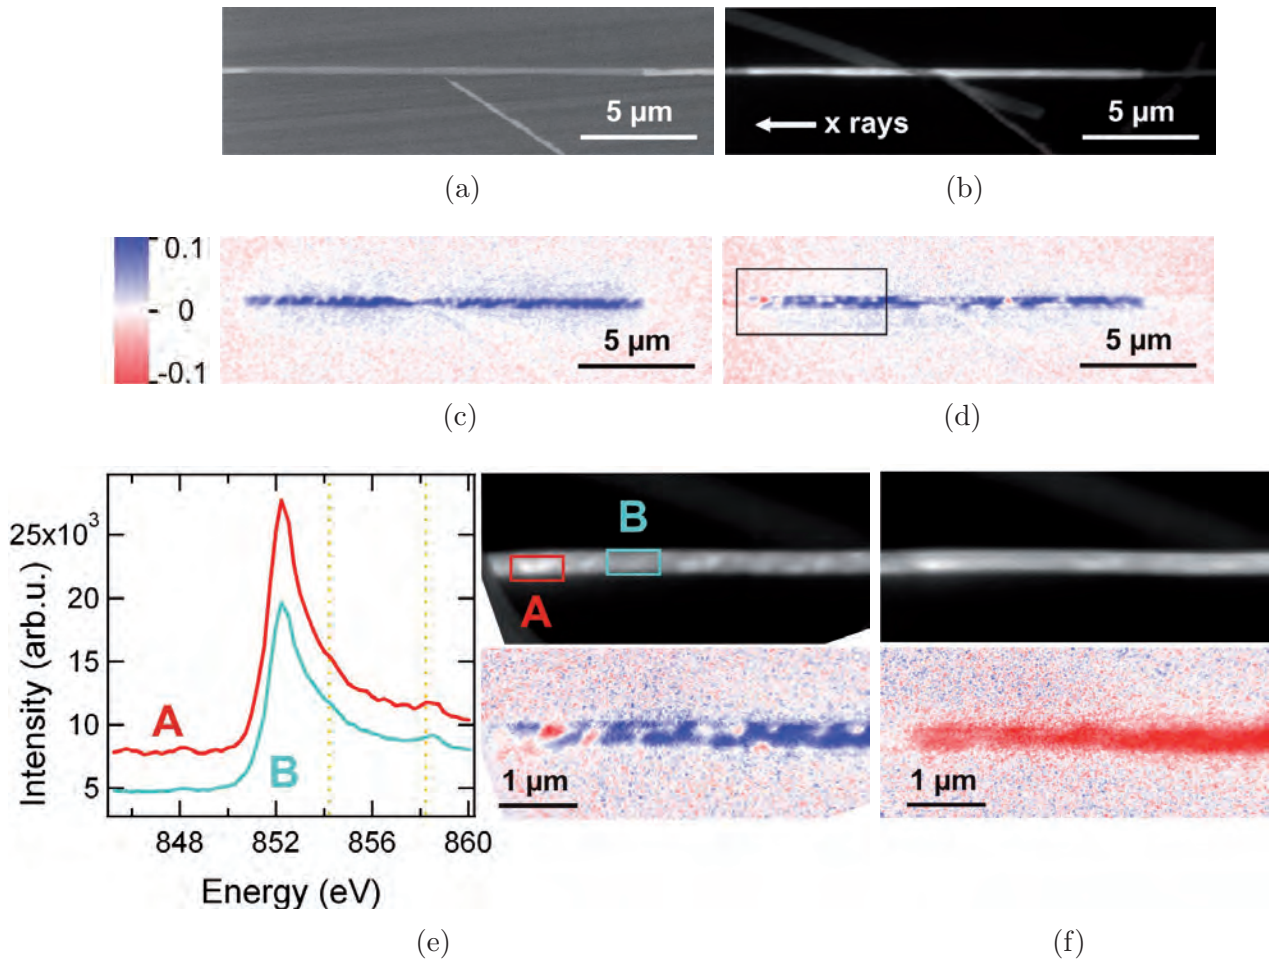 5 μm
x rays
5 μm
(a)
(b)
0.1
0
-0.1
5 μm
5 μm
(c)
(d)
Intensity (arb.u.)
25x10³
20
15
10
5
A
B
848
852
856
860
Energy (eV)
B
A
1 μm
1 μm
(e)
(f)